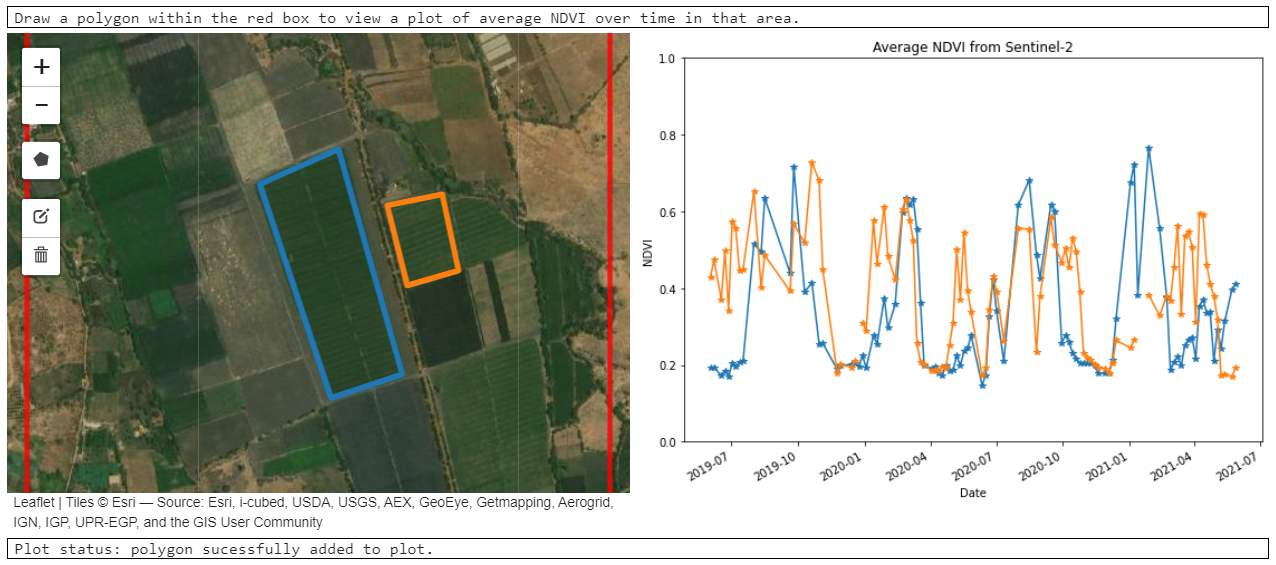 Draw a polygon within the red box to view a plot of average NDVI over time in that area.
+
−
Leaflet | Tiles © Esri — Source: Esri, i-cubed, USDA, USGS, AEX, GeoEye, Getmapping, Aerogrid,
IGN, IGP, UPR-EGP, and the GIS User Community
Average NDVI from Sentinel-2
NDVI
1.0
0.8
0.6
0.4
0.2
0.0
2019-07
2019-10
2020-01
2020-04
2020-07
2020-10
2021-01
2021-04
2021-07
Date
Plot status: polygon sucessfully added to plot.